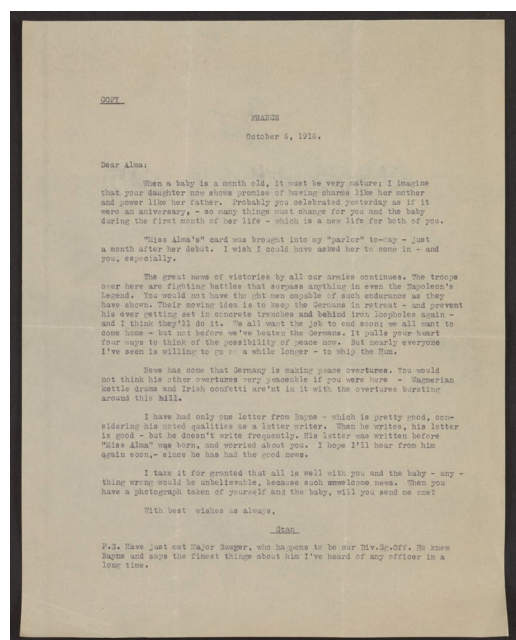 COPY
FRANCE
October 6, 1918.
Dear Alma:
When a baby is a month old, it must be very mature; I imagine
that your daughter now shows promise of having charms like her mother
and power like her father. Probably you celebrated yesterday as if it
were an aniversary, - so many things must change for you and the baby
during the first month of her life - which is a new life for both of you.
"Miss Alma's" card was brought into my "parlor" to-day - just
a month after her debut. I wish I could have asked her to come in - and
you, especially.
The great news of victories by all our armies continues. The troops
over here are fighting battles that surpass anything in even the Napoleon's
Legend. You would not have thought men capable of such endurance as they
have shown. Their moving idea is to keep the Germans in retreat - and prevent
his ever getting set in concrete trenches and behind iron loopholes again -
and I think they'll do it. We all want the job to end soon; we all want to
come home - but not before we've beaten the Germans. It pulls your heart
four ways to think of the possibility of peace now. But nearly everyone
I've seen is willing to go on a while longer - to whip the Hun.
News has come that Germany is making peace overtures. You would
not think his other overtures very peaceable if you were here - Wagnerian
kettle drums and Irish confetti are'nt in it with the overtures bursting
around this hill.
I have had only one letter from Bayne - which is pretty good, con-
sidering his noted qualities as a letter writer. When he writes, his letter
is good - but he doesn't write frequently. His letter was written before
"Miss Alma" was born, and worried about you. I hope I'll hear from him
again soon,- since he has had the good news.
I take it for granted that all is well with you and the baby - any -
thing wrong would be unbelievable, because such unwelcome news. When you
have a photograph taken of yourself and the baby, will you send me one?
With best wishes as always,
Stan
P.S. Have just met Major Sawger, who happens to be our Div.Sg.Off. He knew
Bayne and says the finest things about him I've heard of any officer in a
long time.